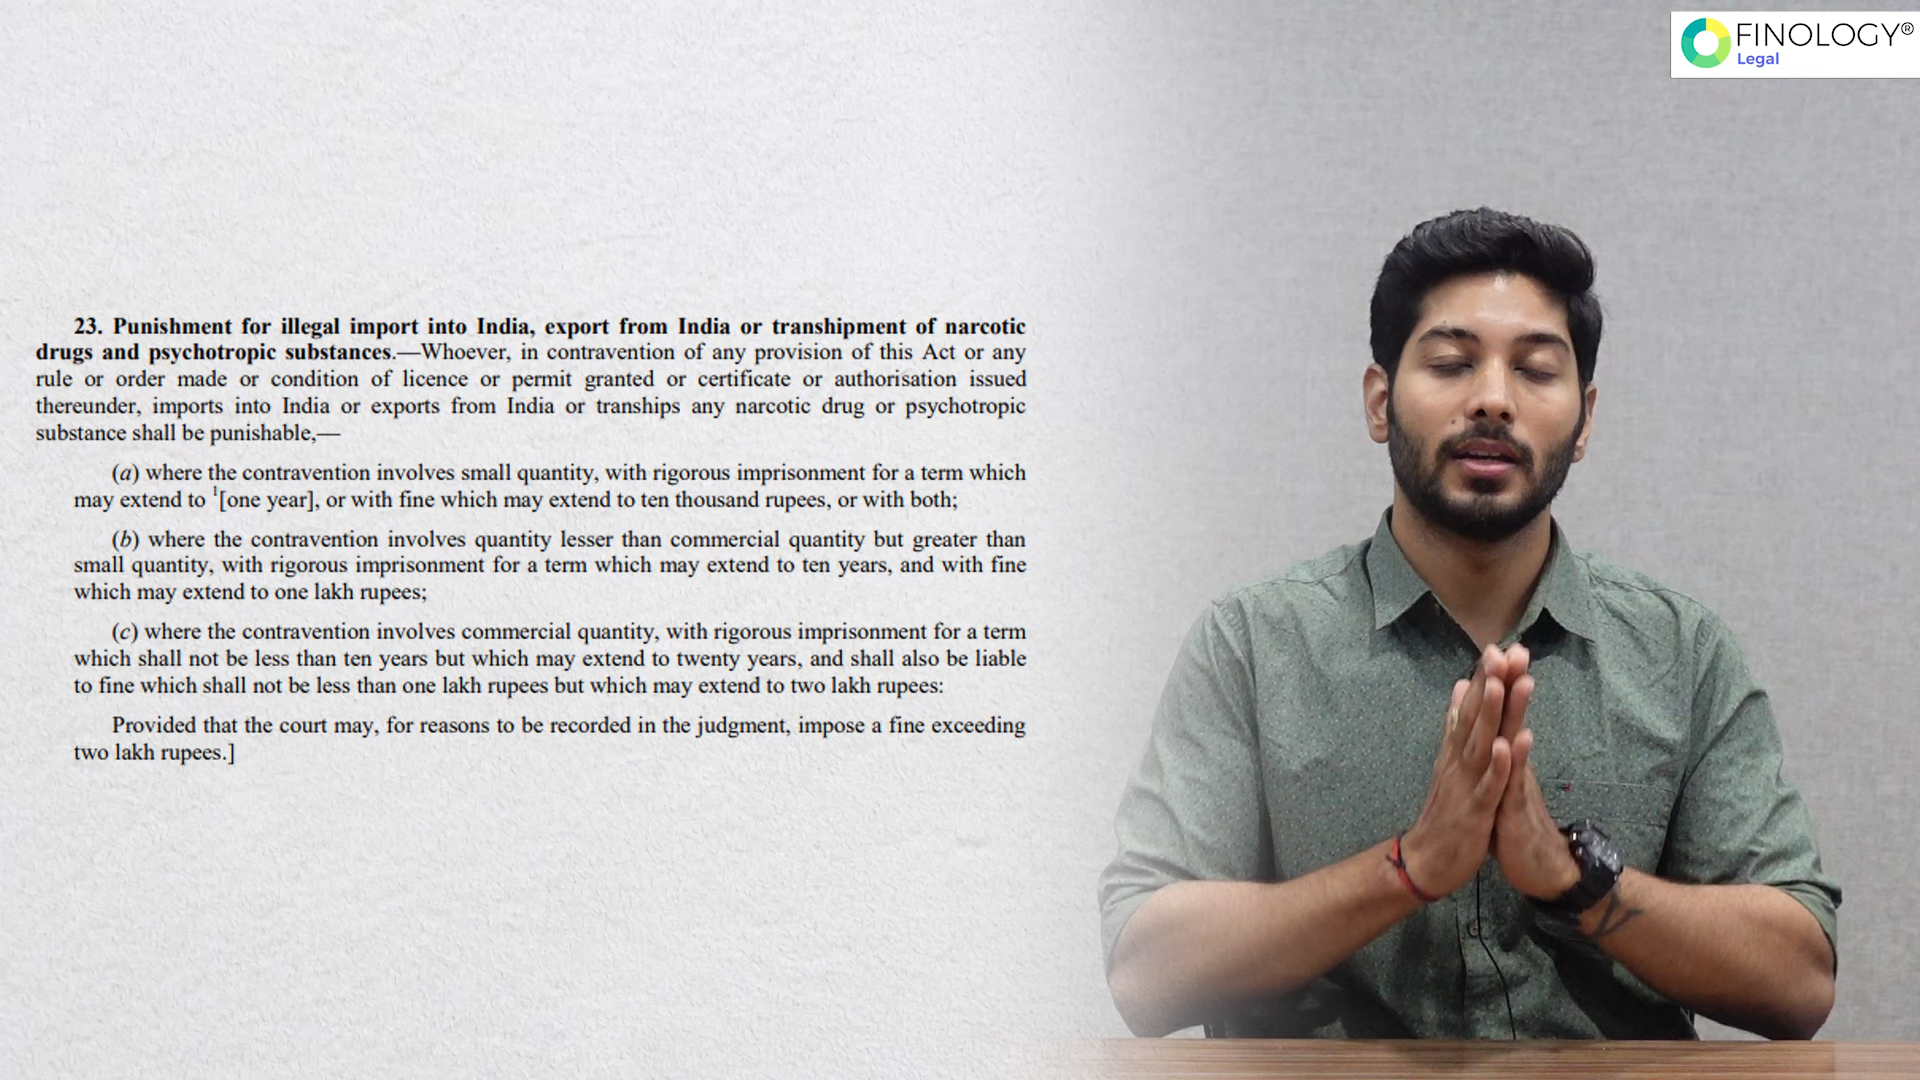 FINOLOGY®
Legal
23. Punishment for illegal import into India, export from India or transhipment of narcotic
drugs and psychotropic substances.—Whoever, in contravention of any provision of this Act or any
rule or order made or condition of licence or permit granted or certificate or authorisation issued
thereunder, imports into India or exports from India or tranships any narcotic drug or psychotropic
substance shall be punishable,—
(a) where the contravention involves small quantity, with rigorous imprisonment for a term which
may extend to ¹[one year], or with fine which may extend to ten thousand rupees, or with both;
(b) where the contravention involves quantity lesser than commercial quantity but greater than
small quantity, with rigorous imprisonment for a term which may extend to ten years, and with fine
which may extend to one lakh rupees;
(c) where the contravention involves commercial quantity, with rigorous imprisonment for a term
which shall not be less than ten years but which may extend to twenty years, and shall also be liable
to fine which shall not be less than one lakh rupees but which may extend to two lakh rupees:
Provided that the court may, for reasons to be recorded in the judgment, impose a fine exceeding
two lakh rupees.]